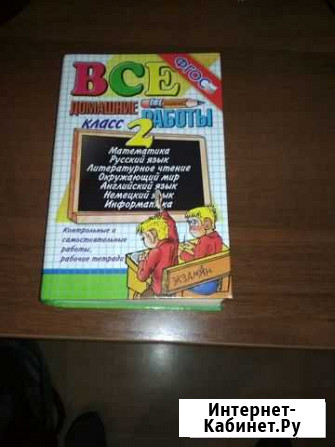 ВСЕ
ФГОС
ДОМАШНИЕ
РАБОТЫ
КЛАСС 2
Математика
Русский язык
Литературное чтение
Окружающий мир
Английский язык
Немецкий язык
Информатика
Контрольные и
самостоятельные
работы,
рабочие тетради
ЭКЗАМЕН
Интернет-
Кабинет.Ру